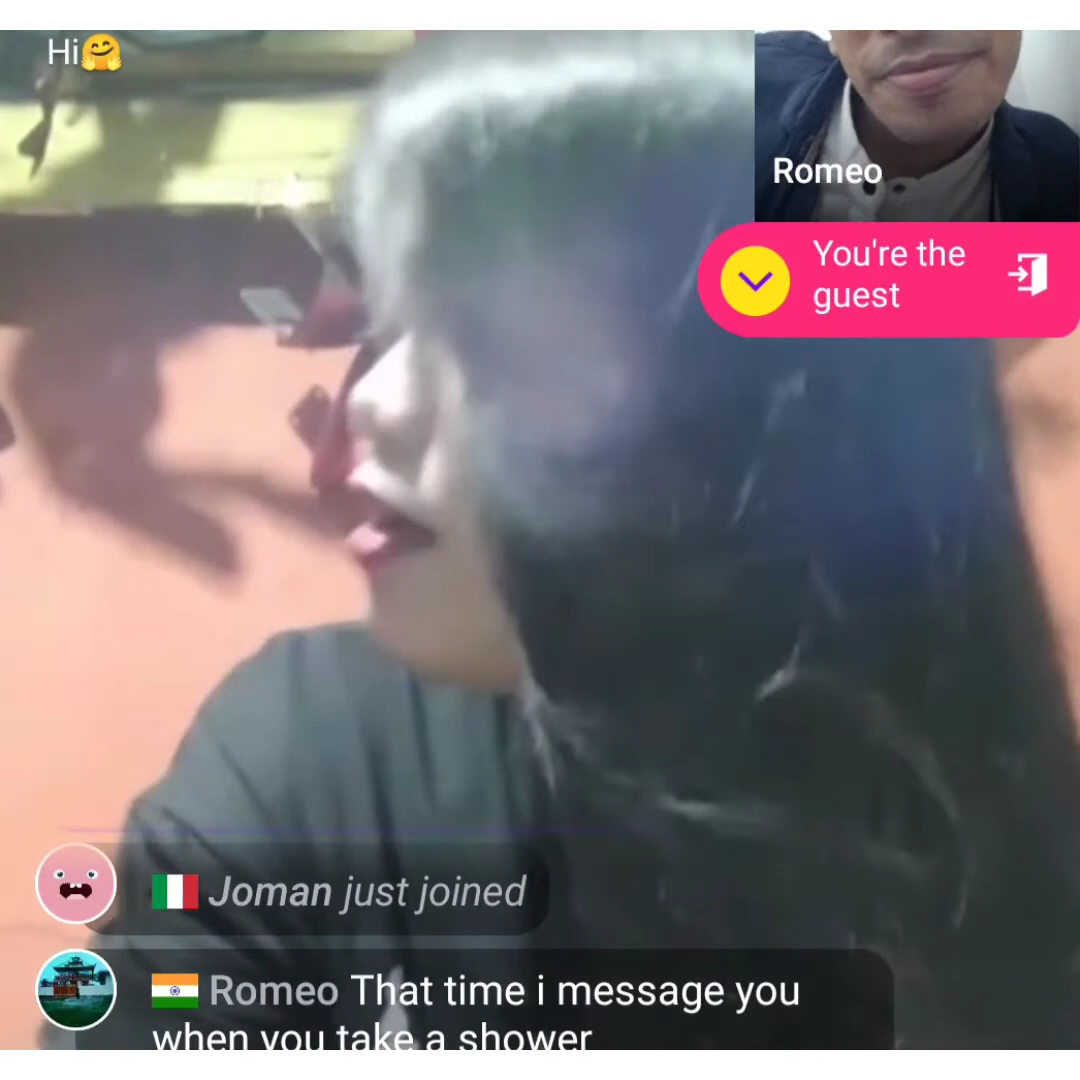 Hi🤗
Romeo
You're the
guest
Joman just joined
Romeo That time i message you
when you take a shower